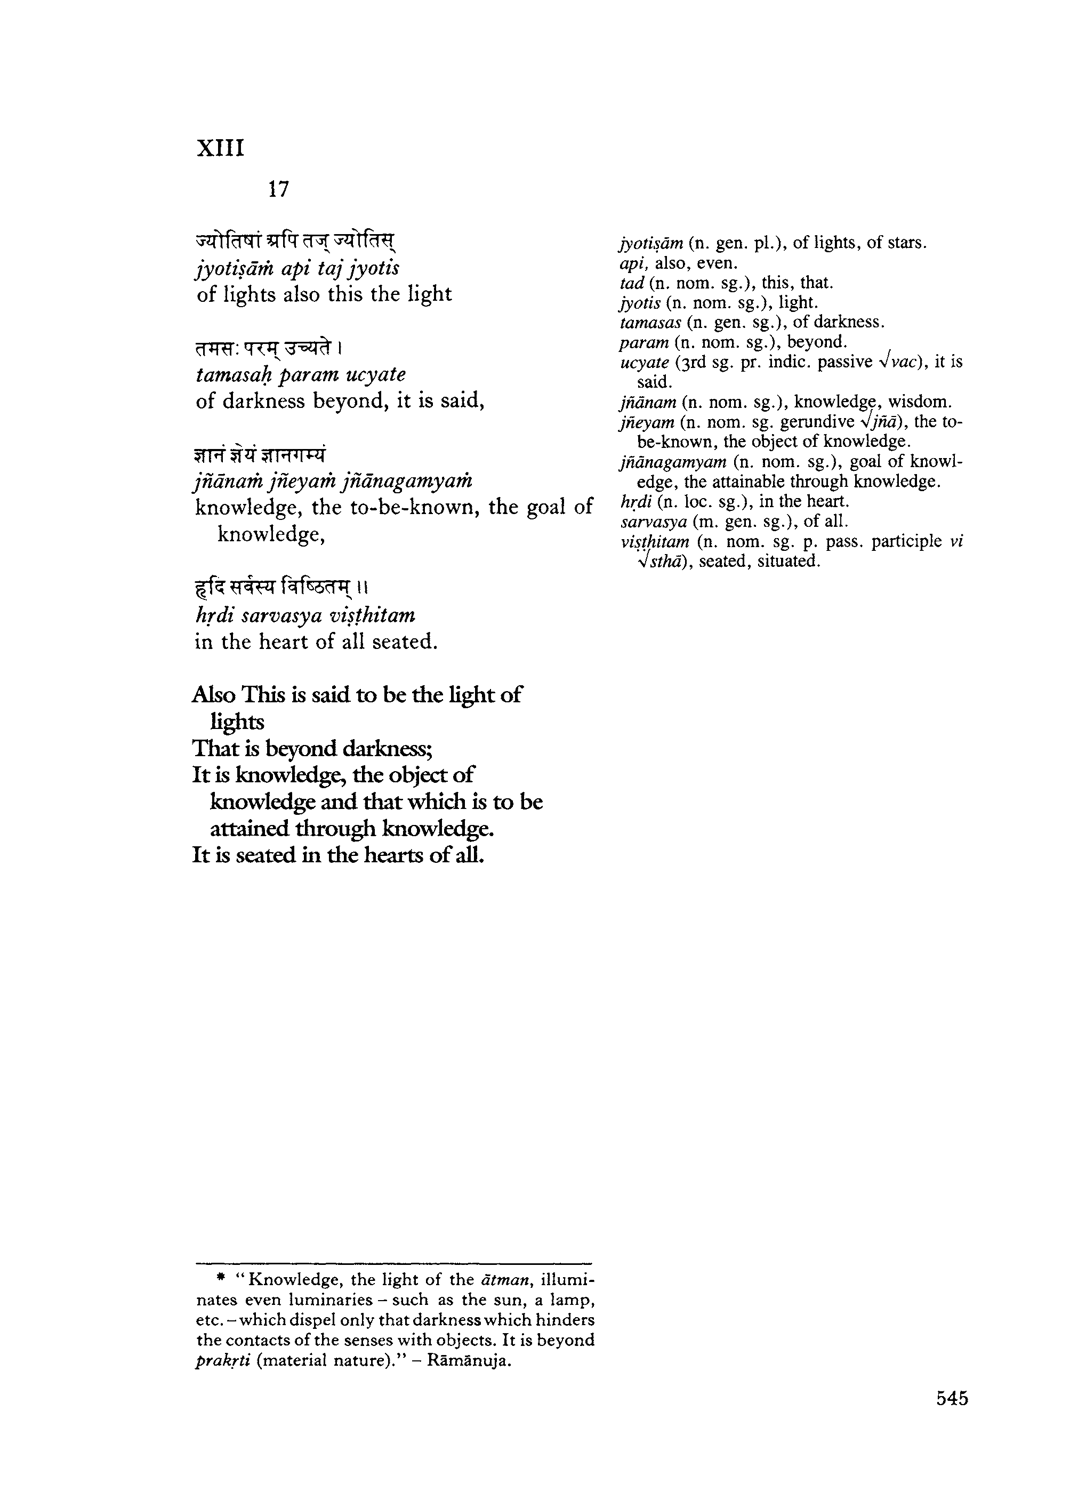 XIII
17
ज्योतिषां अपि तज् ज्योतिस्
jyotiṣāṁ api taj jyotis
of lights also this the light
तमसः परम् उच्यते ।
tamasaḥ param ucyate
of darkness beyond, it is said,
ज्ञानं ज्ञेयं ज्ञानगम्यं
jñānaṁ jñeyaṁ jñānagamyaṁ
knowledge, the to-be-known, the goal of
knowledge,
हृदि सर्वस्य विष्ठितम् ॥
hṛdi sarvasya viṣṭhitam
in the heart of all seated.
Also This is said to be the light of
lights
That is beyond darkness;
It is knowledge, the object of
knowledge and that which is to be
attained through knowledge.
It is seated in the hearts of all.
jyotiṣām (n. gen. pl.), of lights, of stars.
api, also, even.
tad (n. nom. sg.), this, that.
jyotis (n. nom. sg.), light.
tamasas (n. gen. sg.), of darkness.
param (n. nom. sg.), beyond.
ucyate (3rd sg. pr. indic. passive √vac), it is
said.
jñānam (n. nom. sg.), knowledge, wisdom.
jñeyam (n. nom. sg. gerundive √jñā), the to-
be-known, the object of knowledge.
jñānagamyam (n. nom. sg.), goal of knowl-
edge, the attainable through knowledge.
hṛdi (n. loc. sg.), in the heart.
sarvasya (m. gen. sg.), of all.
viṣṭhitam (n. nom. sg. p. pass. participle vi
√sthā), seated, situated.
* "Knowledge, the light of the ātman, illumi-
nates even luminaries – such as the sun, a lamp,
etc. – which dispel only that darkness which hinders
the contacts of the senses with objects. It is beyond
prakṛti (material nature)." – Rāmānuja.
545